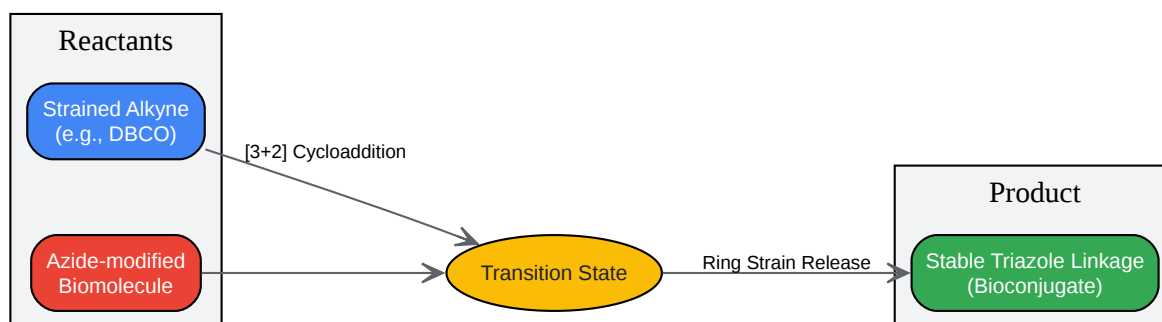 Reactants
Strained Alkyne
(e.g., DBCO)
[3+2] Cycloaddition
Azide-modified
Biomolecule
Transition State
Ring Strain Release
Product
Stable Triazole Linkage
(Bioconjugate)